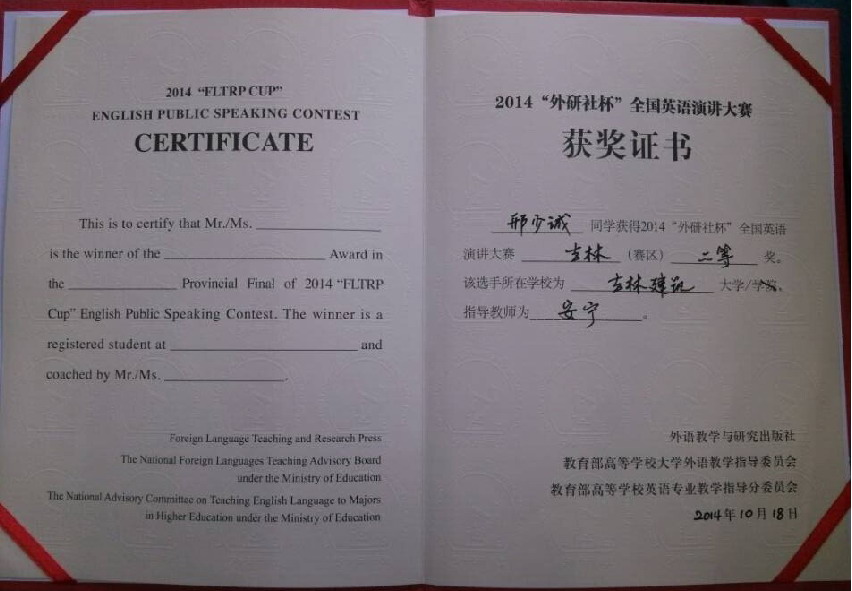 2014 “FLTRP CUP”
ENGLISH PUBLIC SPEAKING CONTEST
CERTIFICATE
This is to certify that Mr./Ms.
is the winner of the Award in
the Provincial Final of 2014 “FLTRP
Cup” English Public Speaking Contest. The winner is a
registered student at and
coached by Mr./Ms. .
Foreign Language Teaching and Research Press
The National Foreign Languages Teaching Advisory Board
under the Ministry of Education
The National Advisory Committee on Teaching English Language to Majors
in Higher Education under the Ministry of Education
2014 “外研社杯” 全国英语演讲大赛
获奖证书
邢少诚 同学获得2014 “外研社杯” 全国英语
演讲大赛 吉林 (赛区) 二等 奖。
该选手所在学校为 吉林建筑 大学/学院、
指导教师为 安宁 。
外语教学与研究出版社
教育部高等学校大学外语教学指导委员会
教育部高等学校英语专业教学指导分委员会
2014年10月18日